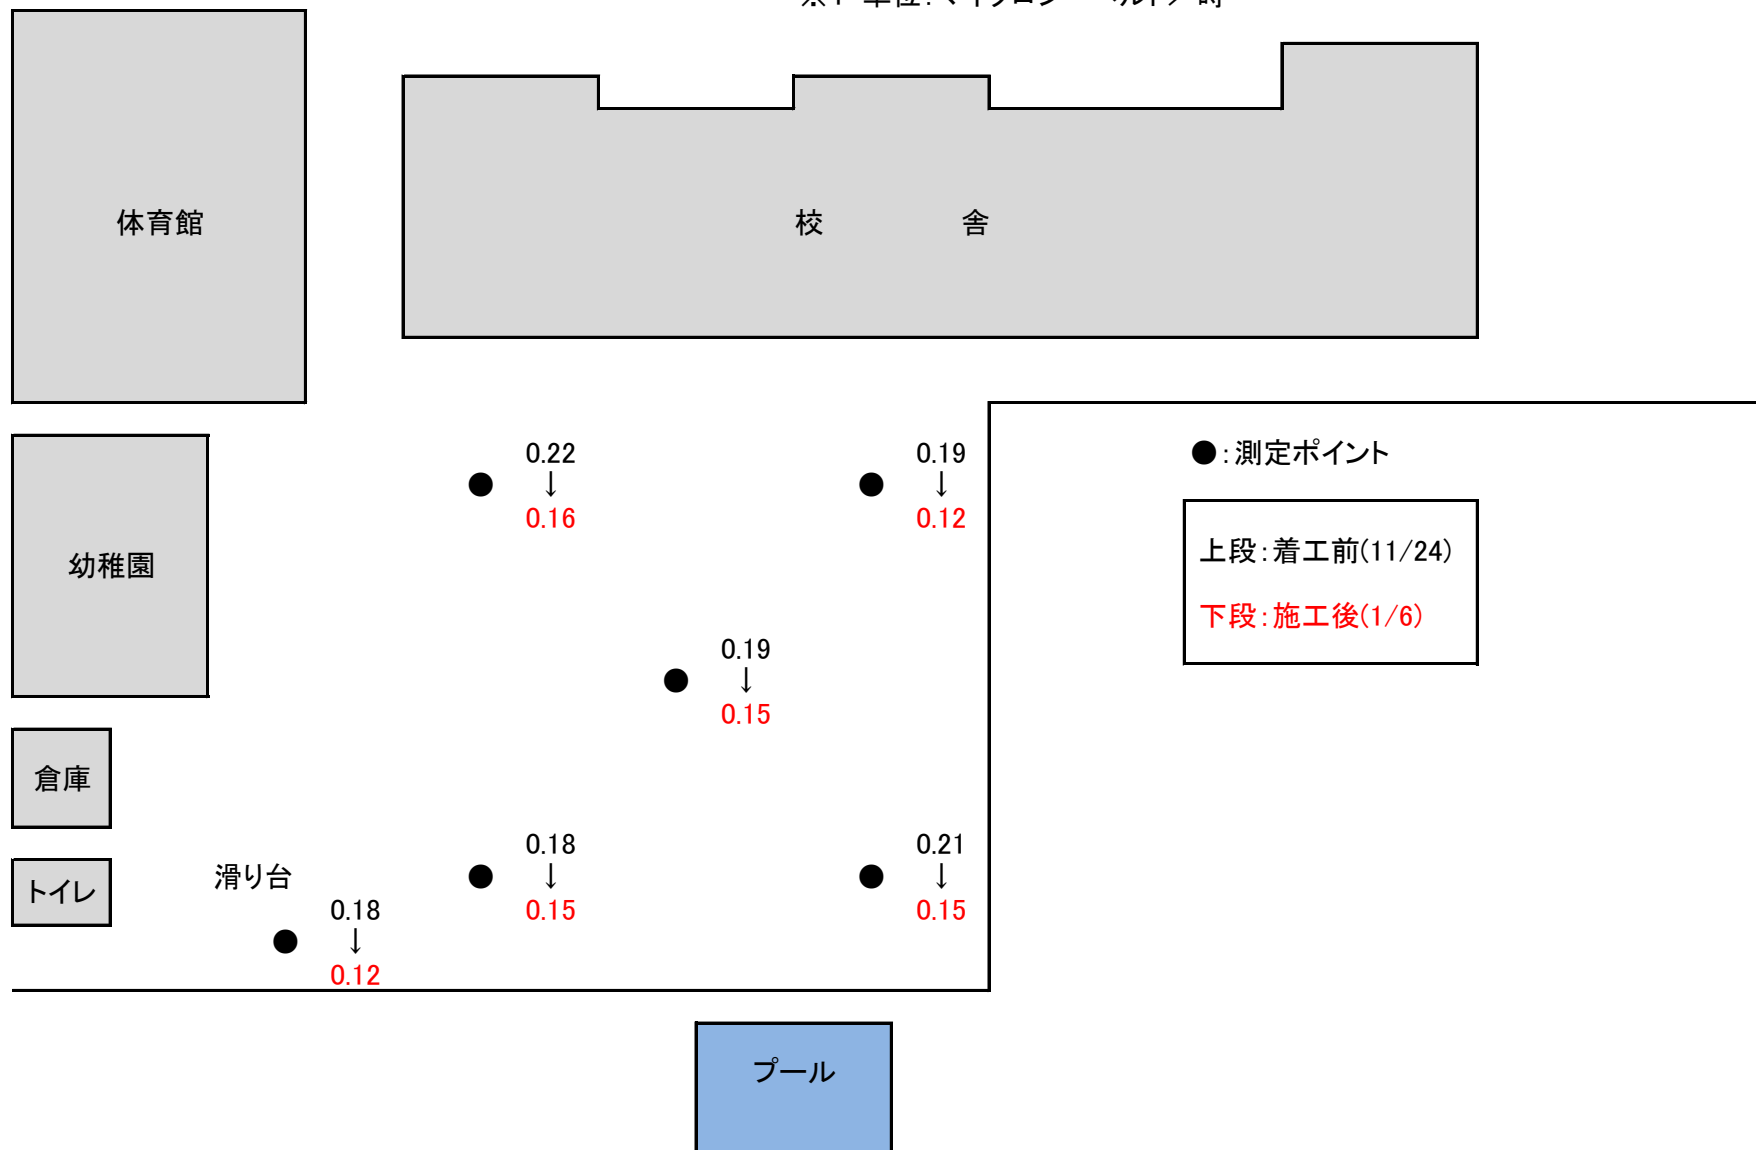 体育館
校 舎
0.22
↓
0.16
0.19
↓
0.12
●:測定ポイント
上段:着工前(11/24)
下段:施工後(1/6)
幼稚園
0.19
↓
0.15
倉庫
トイレ
滑り台
0.18
↓
0.12
0.18
↓
0.15
0.21
↓
0.15
プール